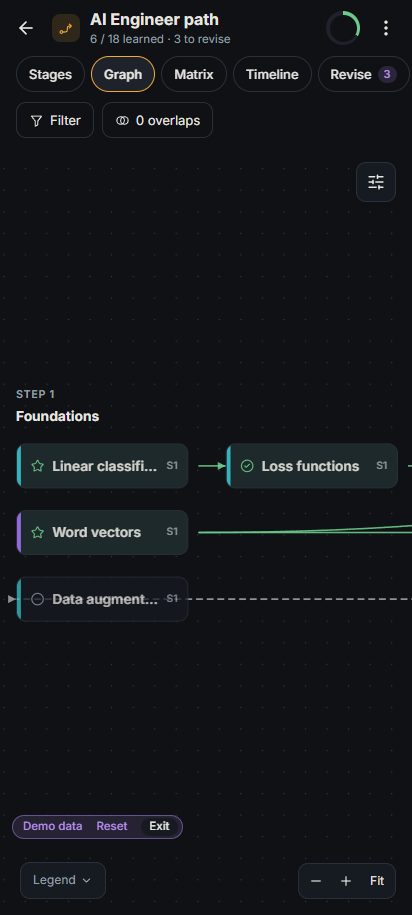 AI Engineer path
6 / 18 learned · 3 to revise
Stages Graph Matrix Timeline Revise 3
Filter 0 overlaps
STEP 1
Foundations
Linear classifi... S1 Loss functions S1
Word vectors S1
Data augment... S1
Demo data Reset Exit
Legend Fit